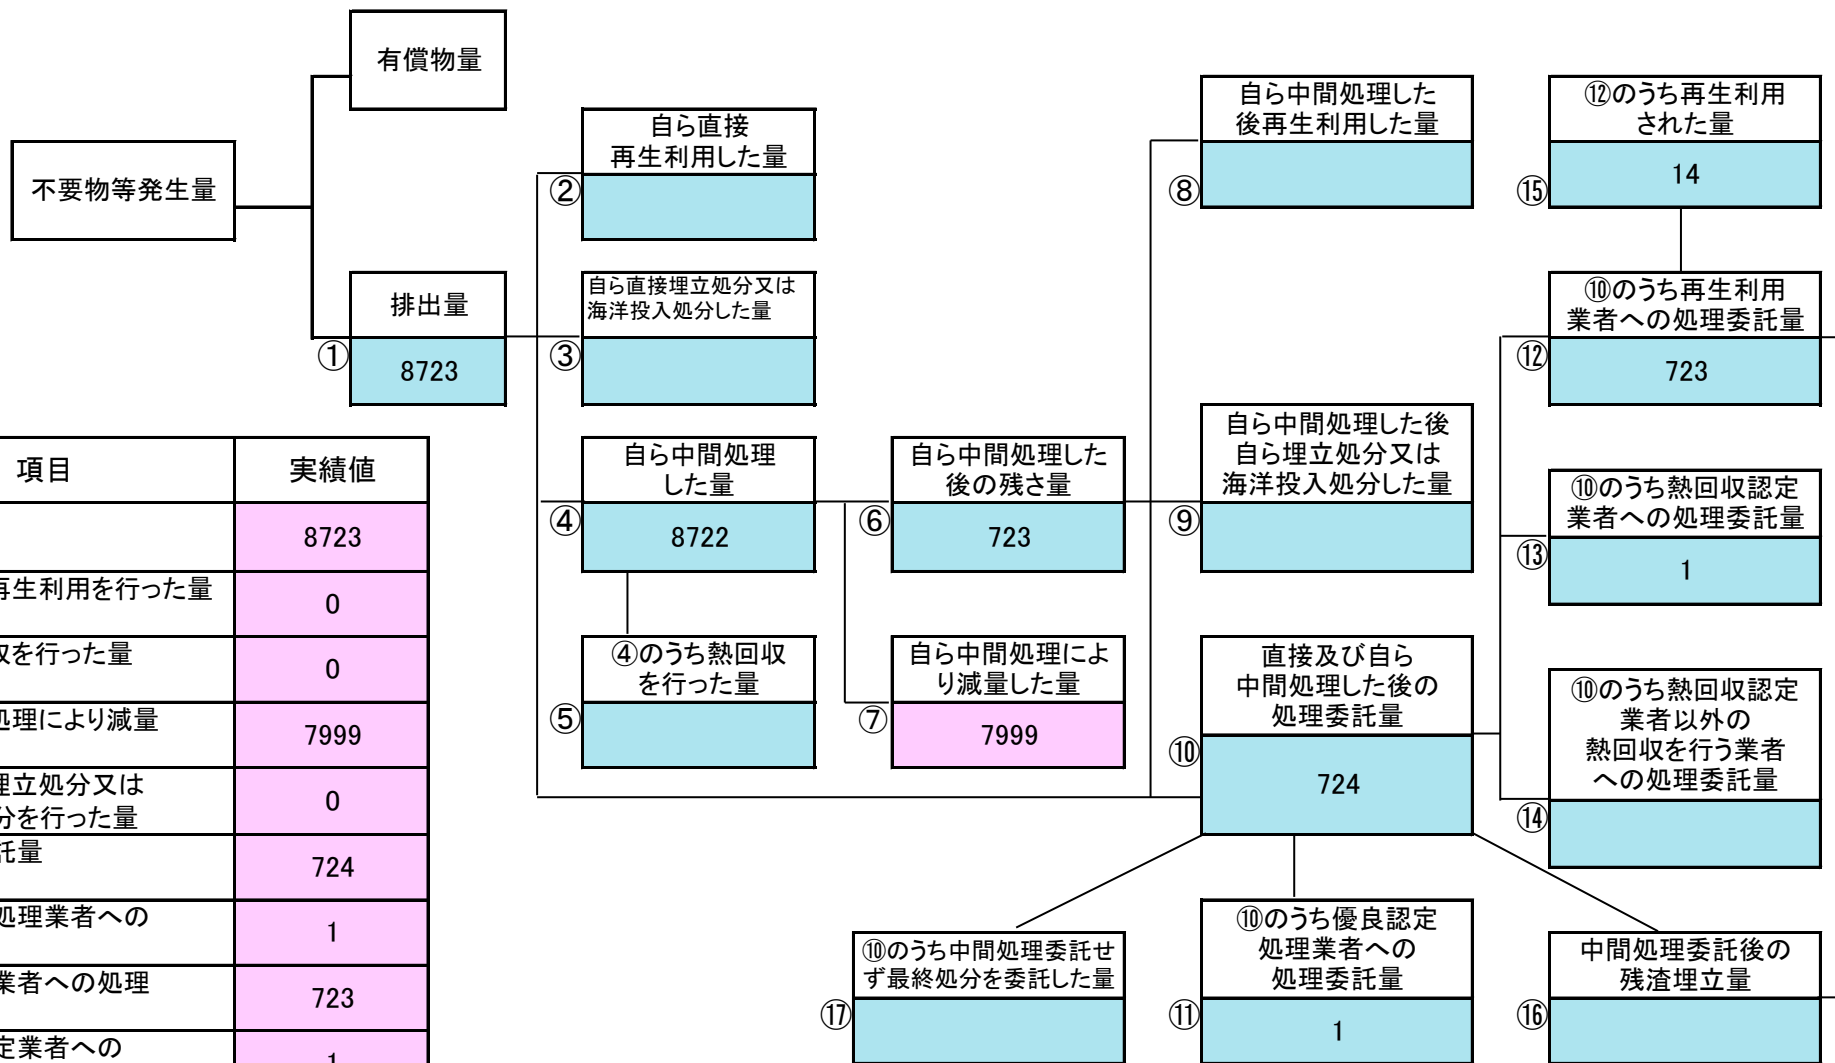 有償物量
不要物等発生量
排出量
①
8723
自ら直接
再生利用した量
②
自ら直接埋立処分又は
海洋投入処分した量
③
自ら中間処理
した量
④
8722
④のうち熱回収
を行った量
⑤
自ら中間処理した
後の残さ量
⑥
723
自ら中間処理によ
り減量した量
⑦
7999
自ら中間処理した
後再生利用した量
⑧
自ら中間処理した後
自ら埋立処分又は
海洋投入処分した量
⑨
直接及び自ら
中間処理した後の
処理委託量
⑩
724
⑫のうち再生利用
された量
⑮
14
⑩のうち再生利用
業者への処理委託量
⑫
723
⑩のうち熱回収認定
業者への処理委託量
⑬
1
⑩のうち熱回収認定
業者以外の
熱回収を行う業者
への処理委託量
⑭
⑩のうち中間処理委託せ
ず最終処分を委託した量
⑰
⑩のうち優良認定
処理業者への
処理委託量
⑪
1
中間処理委託後の
残渣埋立量
⑯
項目 実績値
8723
再生利用を行った量 0
を行った量 0
処理により減量 7999
埋立処分又は
分を行った量 0
託量 724
処理業者への 1
業者への処理 723
定業者への 1